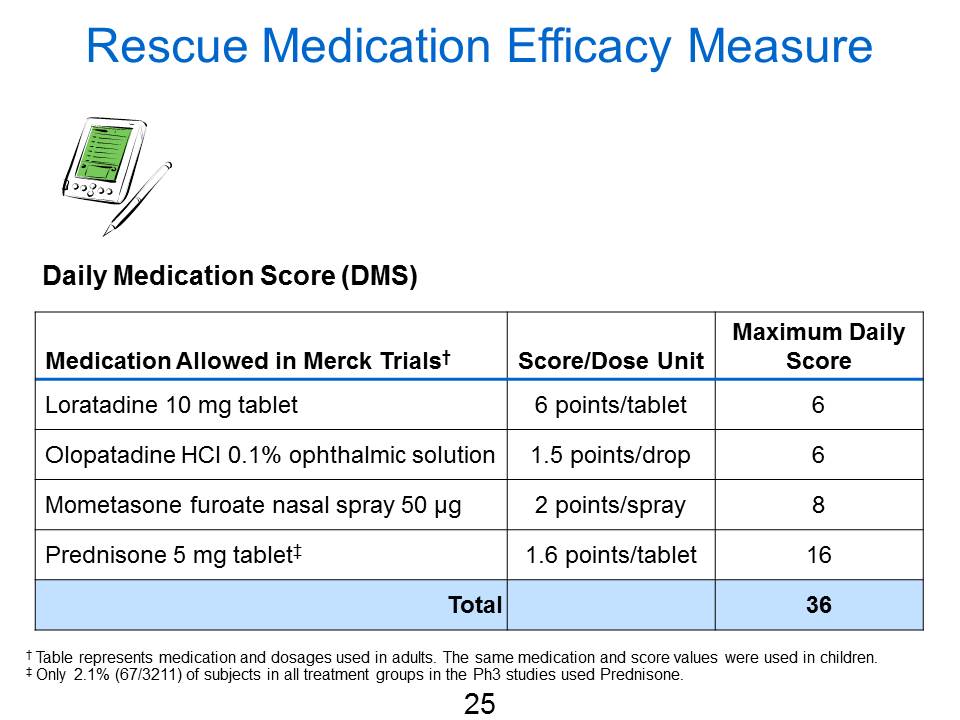 Rescue Medication Efficacy Measure
Daily Medication Score (DMS)
Medication Allowed in Merck Trials† Score/Dose Unit Maximum Daily Score
Loratadine 10 mg tablet 6 points/tablet 6
Olopatadine HCl 0.1% ophthalmic solution 1.5 points/drop 6
Mometasone furoate nasal spray 50 µg 2 points/spray 8
Prednisone 5 mg tablet‡ 1.6 points/tablet 16
Total 36
† Table represents medication and dosages used in adults. The same medication and score values were used in children.
‡ Only 2.1% (67/3211) of subjects in all treatment groups in the Ph3 studies used Prednisone.
25